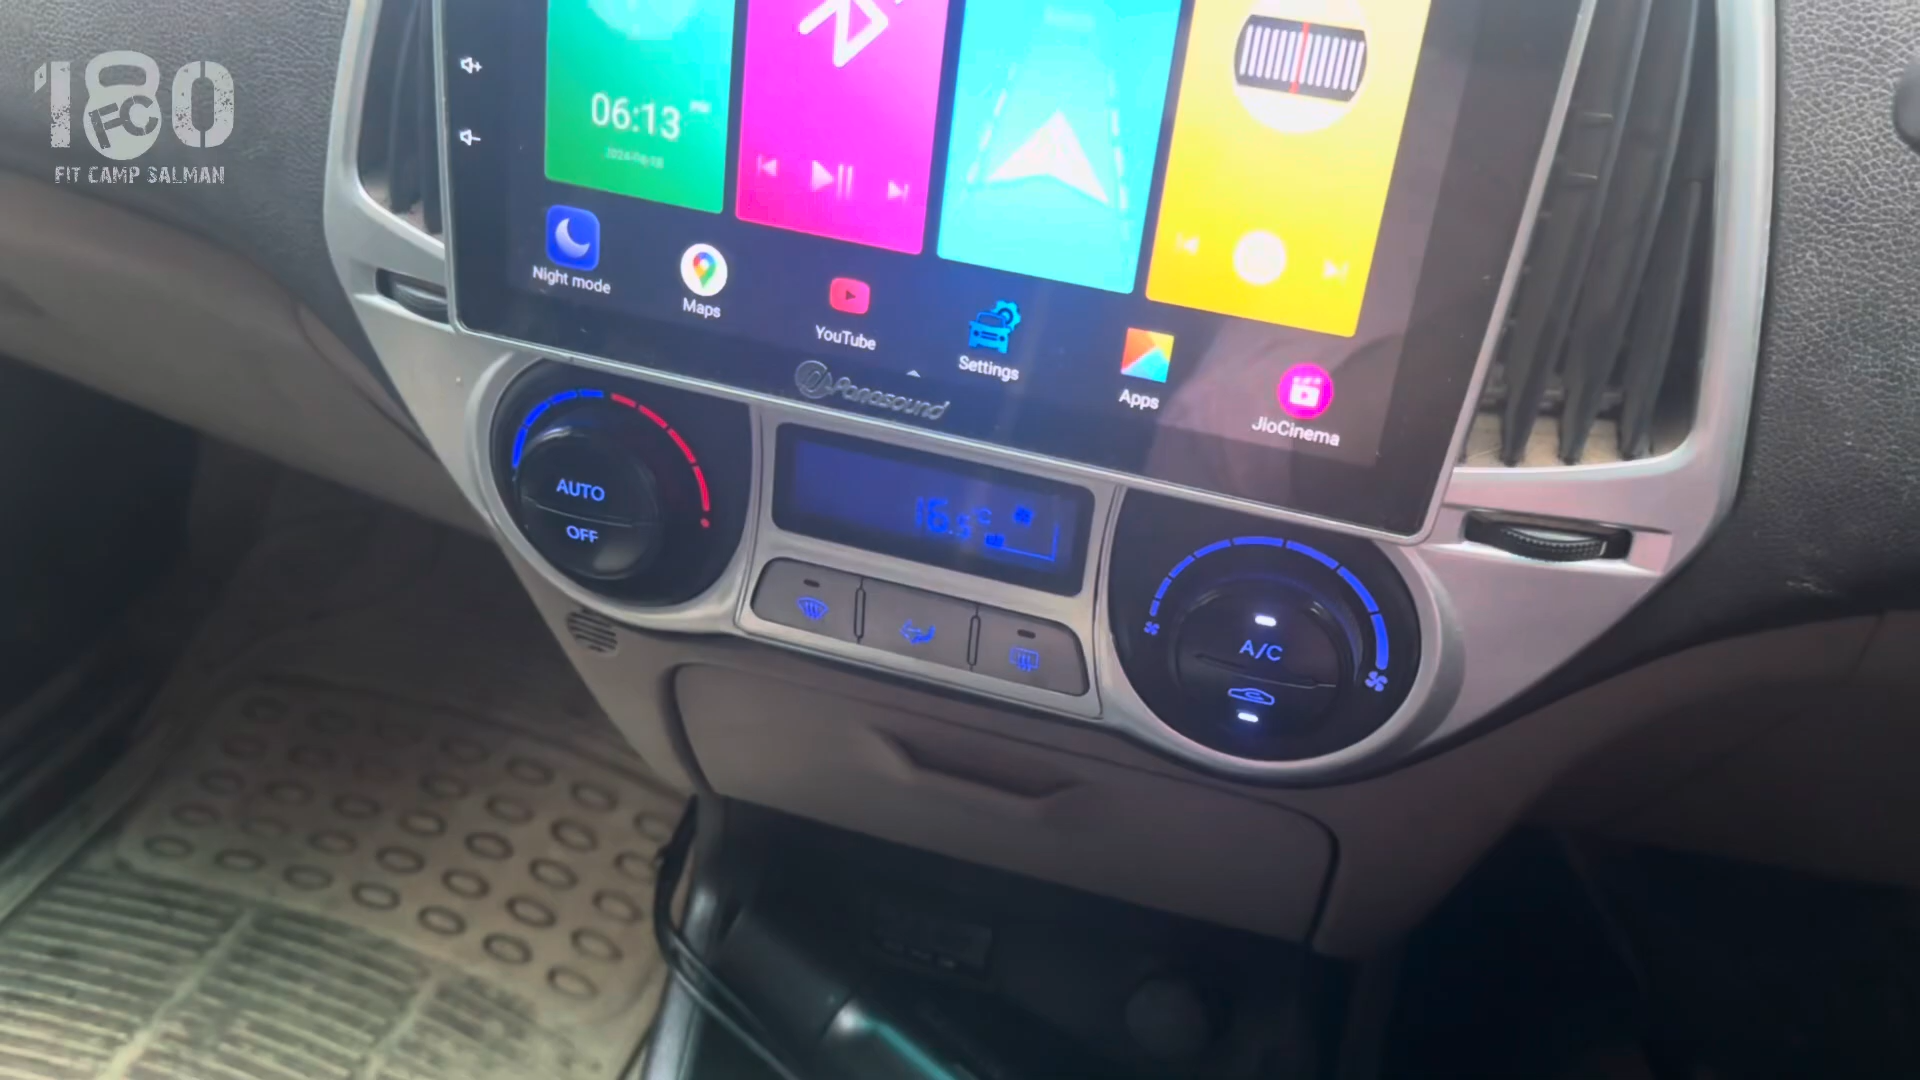 180
FC
FIT CAMP SALMAN
06:13 PM
Night mode
Maps
YouTube
Settings
Apps
JioCinema
Panasound
AUTO
OFF
16.5°C
A/C